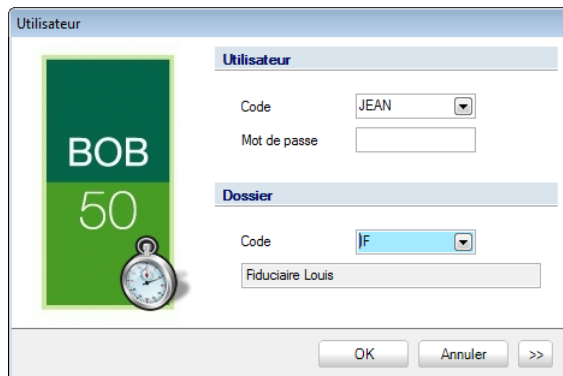 Utilisateur
BOB
50
Utilisateur
Code JEAN
Mot de passe
Dossier
Code IF
Fiduciaire Louis
OK Annuler >>